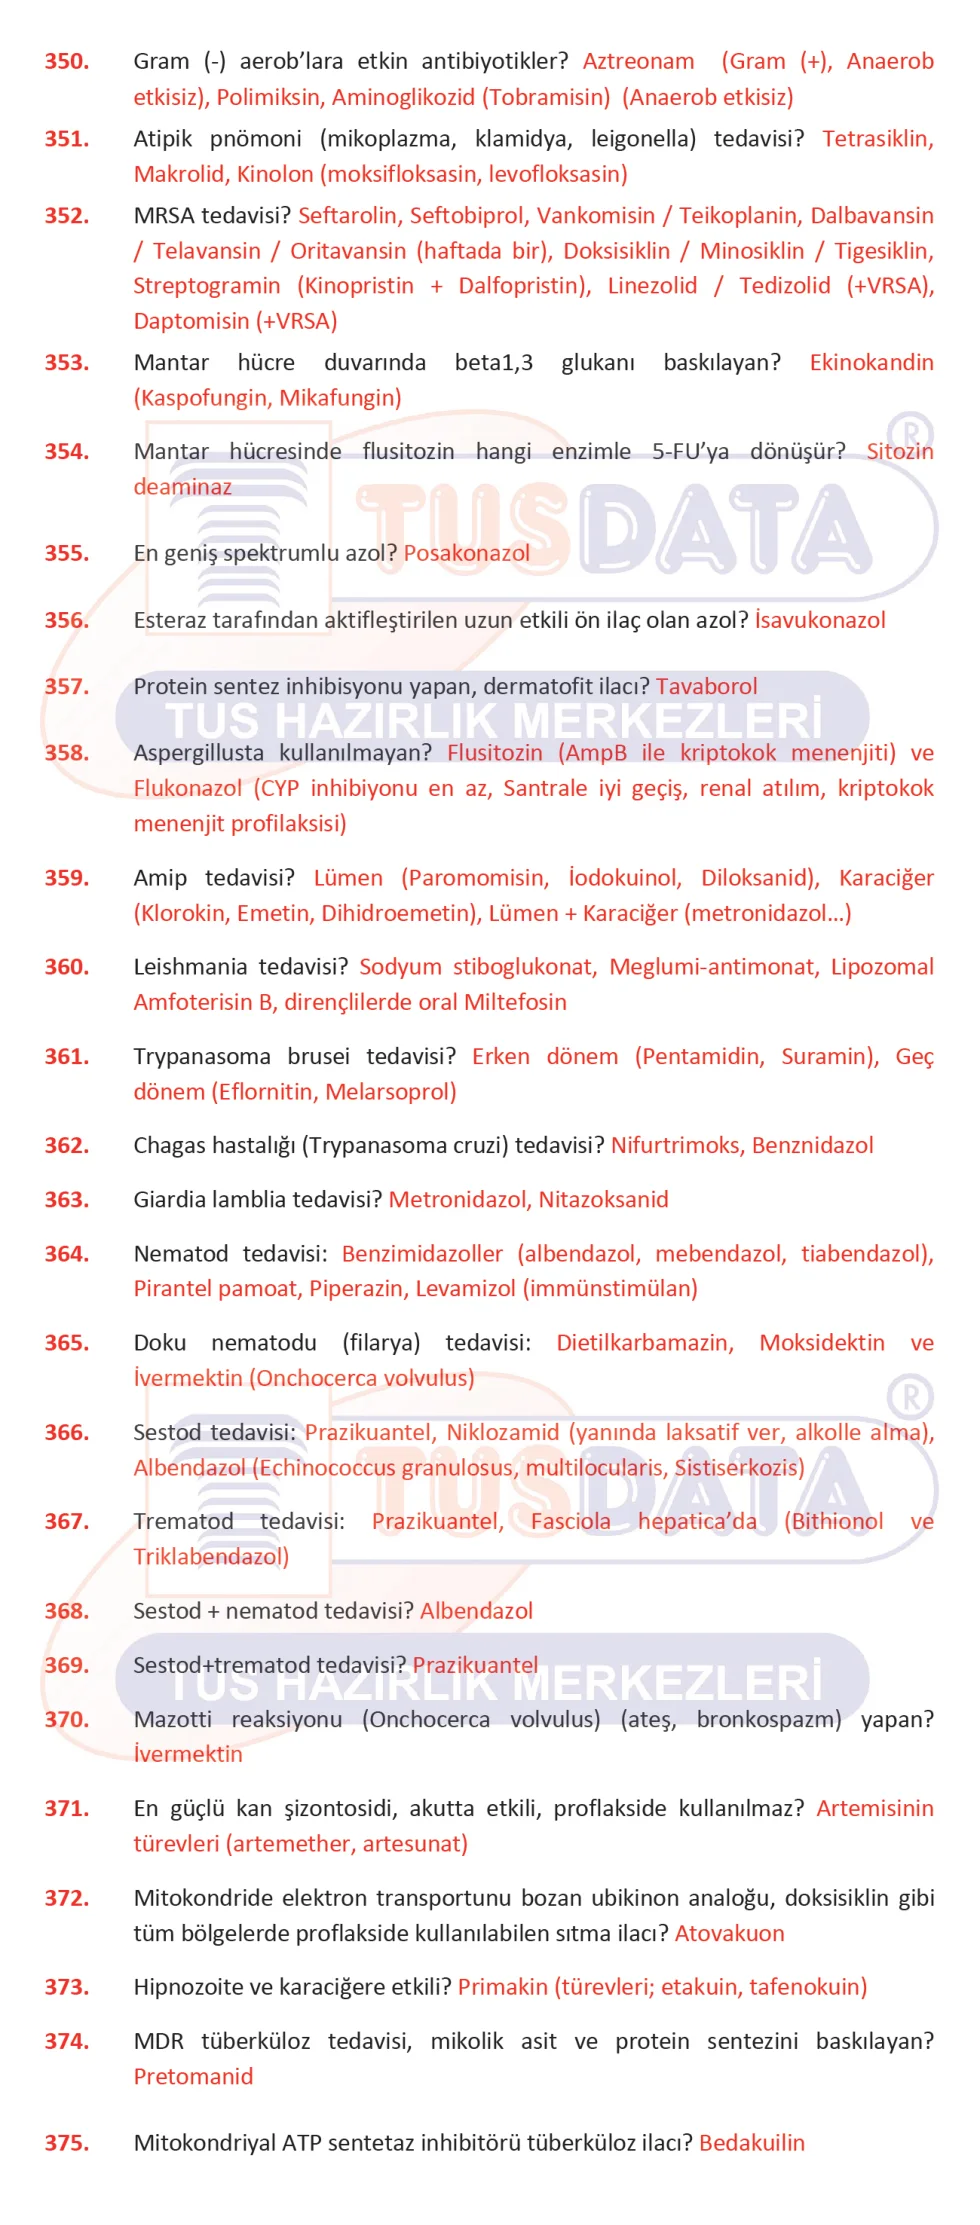 350. Gram (-) aerob’lara etkin antibiyotikler? Aztreonam (Gram (+), Anaerob
etkisiz), Polimiksin, Aminoglikozid (Tobramisin) (Anaerob etkisiz)
351. Atipik pnömoni (mikoplazma, klamidya, leigonella) tedavisi? Tetrasiklin,
Makrolid, Kinolon (moksifloksasin, levofloksasin)
352. MRSA tedavisi? Seftarolin, Seftobiprol, Vankomisin / Teikoplanin, Dalbavansin
/ Telavansin / Oritavansin (haftada bir), Doksisiklin / Minosiklin / Tigesiklin,
Streptogramin (Kinopristin + Dalfopristin), Linezolid / Tedizolid (+VRSA),
Daptomisin (+VRSA)
353. Mantar hücre duvarında beta1,3 glukanı baskılayan? Ekinokandin
(Kaspofungin, Mikafungin)
354. Mantar hücresinde flusitozin hangi enzimle 5-FU’ya dönüşür? Sitozin
deaminaz
®
TUSDATA
355. En geniş spektrumlu azol? Posakonazol
356. Esteraz tarafından aktifleştirilen uzun etkili ön ilaç olan azol? İsavukonazol
357. Protein sentez inhibisyonu yapan, dermatofit ilacı? Tavaborol
TUS HAZIRLIK MERKEZLERİ
358. Aspergillusta kullanılmayan? Flusitozin (AmpB ile kriptokok menenjiti) ve
Flukonazol (CYP inhibiyonu en az, Santrale iyi geçiş, renal atılım, kriptokok
menenjit profilaksisi)
359. Amip tedavisi? Lümen (Paromomisin, İodokuinol, Diloksanid), Karaciğer
(Klorokin, Emetin, Dihidroemetin), Lümen + Karaciğer (metronidazol...)
360. Leishmania tedavisi? Sodyum stiboglukonat, Meglumi-antimonat, Lipozomal
Amfoterisin B, dirençlilerde oral Miltefosin
361. Trypanasoma brusei tedavisi? Erken dönem (Pentamidin, Suramin), Geç
dönem (Eflornitin, Melarsoprol)
362. Chagas hastalığı (Trypanasoma cruzi) tedavisi? Nifurtrimoks, Benznidazol
363. Giardia lamblia tedavisi? Metronidazol, Nitazoksanid
364. Nematod tedavisi: Benzimidazoller (albendazol, mebendazol, tiabendazol),
Pirantel pamoat, Piperazin, Levamizol (immünstimülan)
365. Doku nematodu (filarya) tedavisi: Dietilkarbamazin, Moksidektin ve
İvermektin (Onchocerca volvulus)
®
366. Sestod tedavisi: Prazikuantel, Niklozamid (yanında laksatif ver, alkolle alma),
Albendazol (Echinococcus granulosus, multilocularis, Sistiserkozis)
TUSDATA
367. Trematod tedavisi: Prazikuantel, Fasciola hepatica’da (Bithionol ve
Triklabendazol)
368. Sestod + nematod tedavisi? Albendazol
369. Sestod+trematod tedavisi? Prazikuantel
TUS HAZIRLIK MERKEZLERİ
370. Mazotti reaksiyonu (Onchocerca volvulus) (ateş, bronkospazm) yapan?
İvermektin
371. En güçlü kan şizontosidi, akutta etkili, proflakside kullanılmaz? Artemisinin
türevleri (artemether, artesunat)
372. Mitokondride elektron transportunu bozan ubikinon analoğu, doksisiklin gibi
tüm bölgelerde proflakside kullanılabilen sıtma ilacı? Atovakuon
373. Hipnozoite ve karaciğere etkili? Primakin (türevleri; etakuin, tafenokuin)
374. MDR tüberküloz tedavisi, mikolik asit ve protein sentezini baskılayan?
Pretomanid
375. Mitokondriyal ATP sentetaz inhibitörü tüberküloz ilacı? Bedakuilin